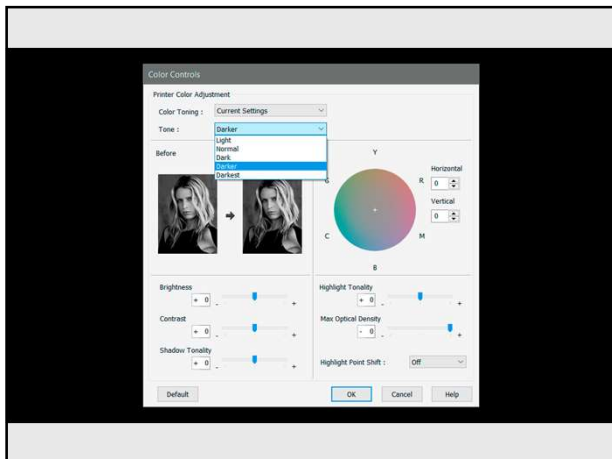 Color Controls
Printer Color Adjustment
Color Toning : Current Settings
Tone : Darker
Light
Normal
Dark
Darker
Darkest
Before
Y
G
R
C
M
B
Horizontal
0
Vertical
0
Brightness
+ 0
- +
Contrast
+ 0
- +
Shadow Tonality
+ 0
- +
Highlight Tonality
+ 0
- +
Max Optical Density
- 0
- +
Highlight Point Shift : Off
Default
OK Cancel Help